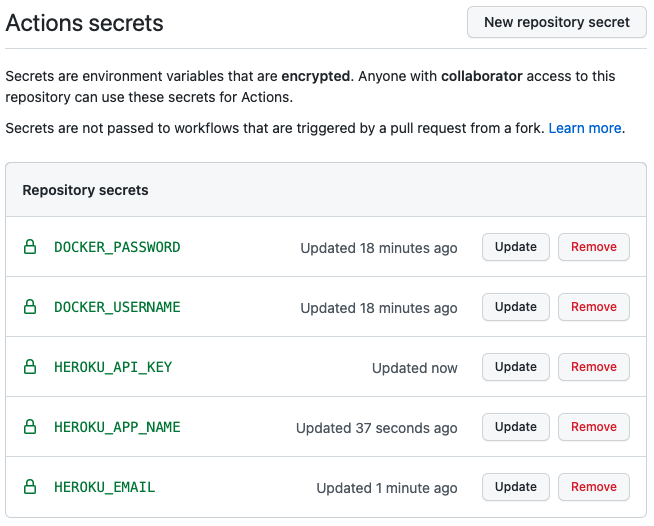 Actions secrets
New repository secret
Secrets are environment variables that are encrypted. Anyone with collaborator access to this
repository can use these secrets for Actions.
Secrets are not passed to workflows that are triggered by a pull request from a fork. Learn more.
Repository secrets
DOCKER_PASSWORD Updated 18 minutes ago Update Remove
DOCKER_USERNAME Updated 18 minutes ago Update Remove
HEROKU_API_KEY Updated now Update Remove
HEROKU_APP_NAME Updated 37 seconds ago Update Remove
HEROKU_EMAIL Updated 1 minute ago Update Remove